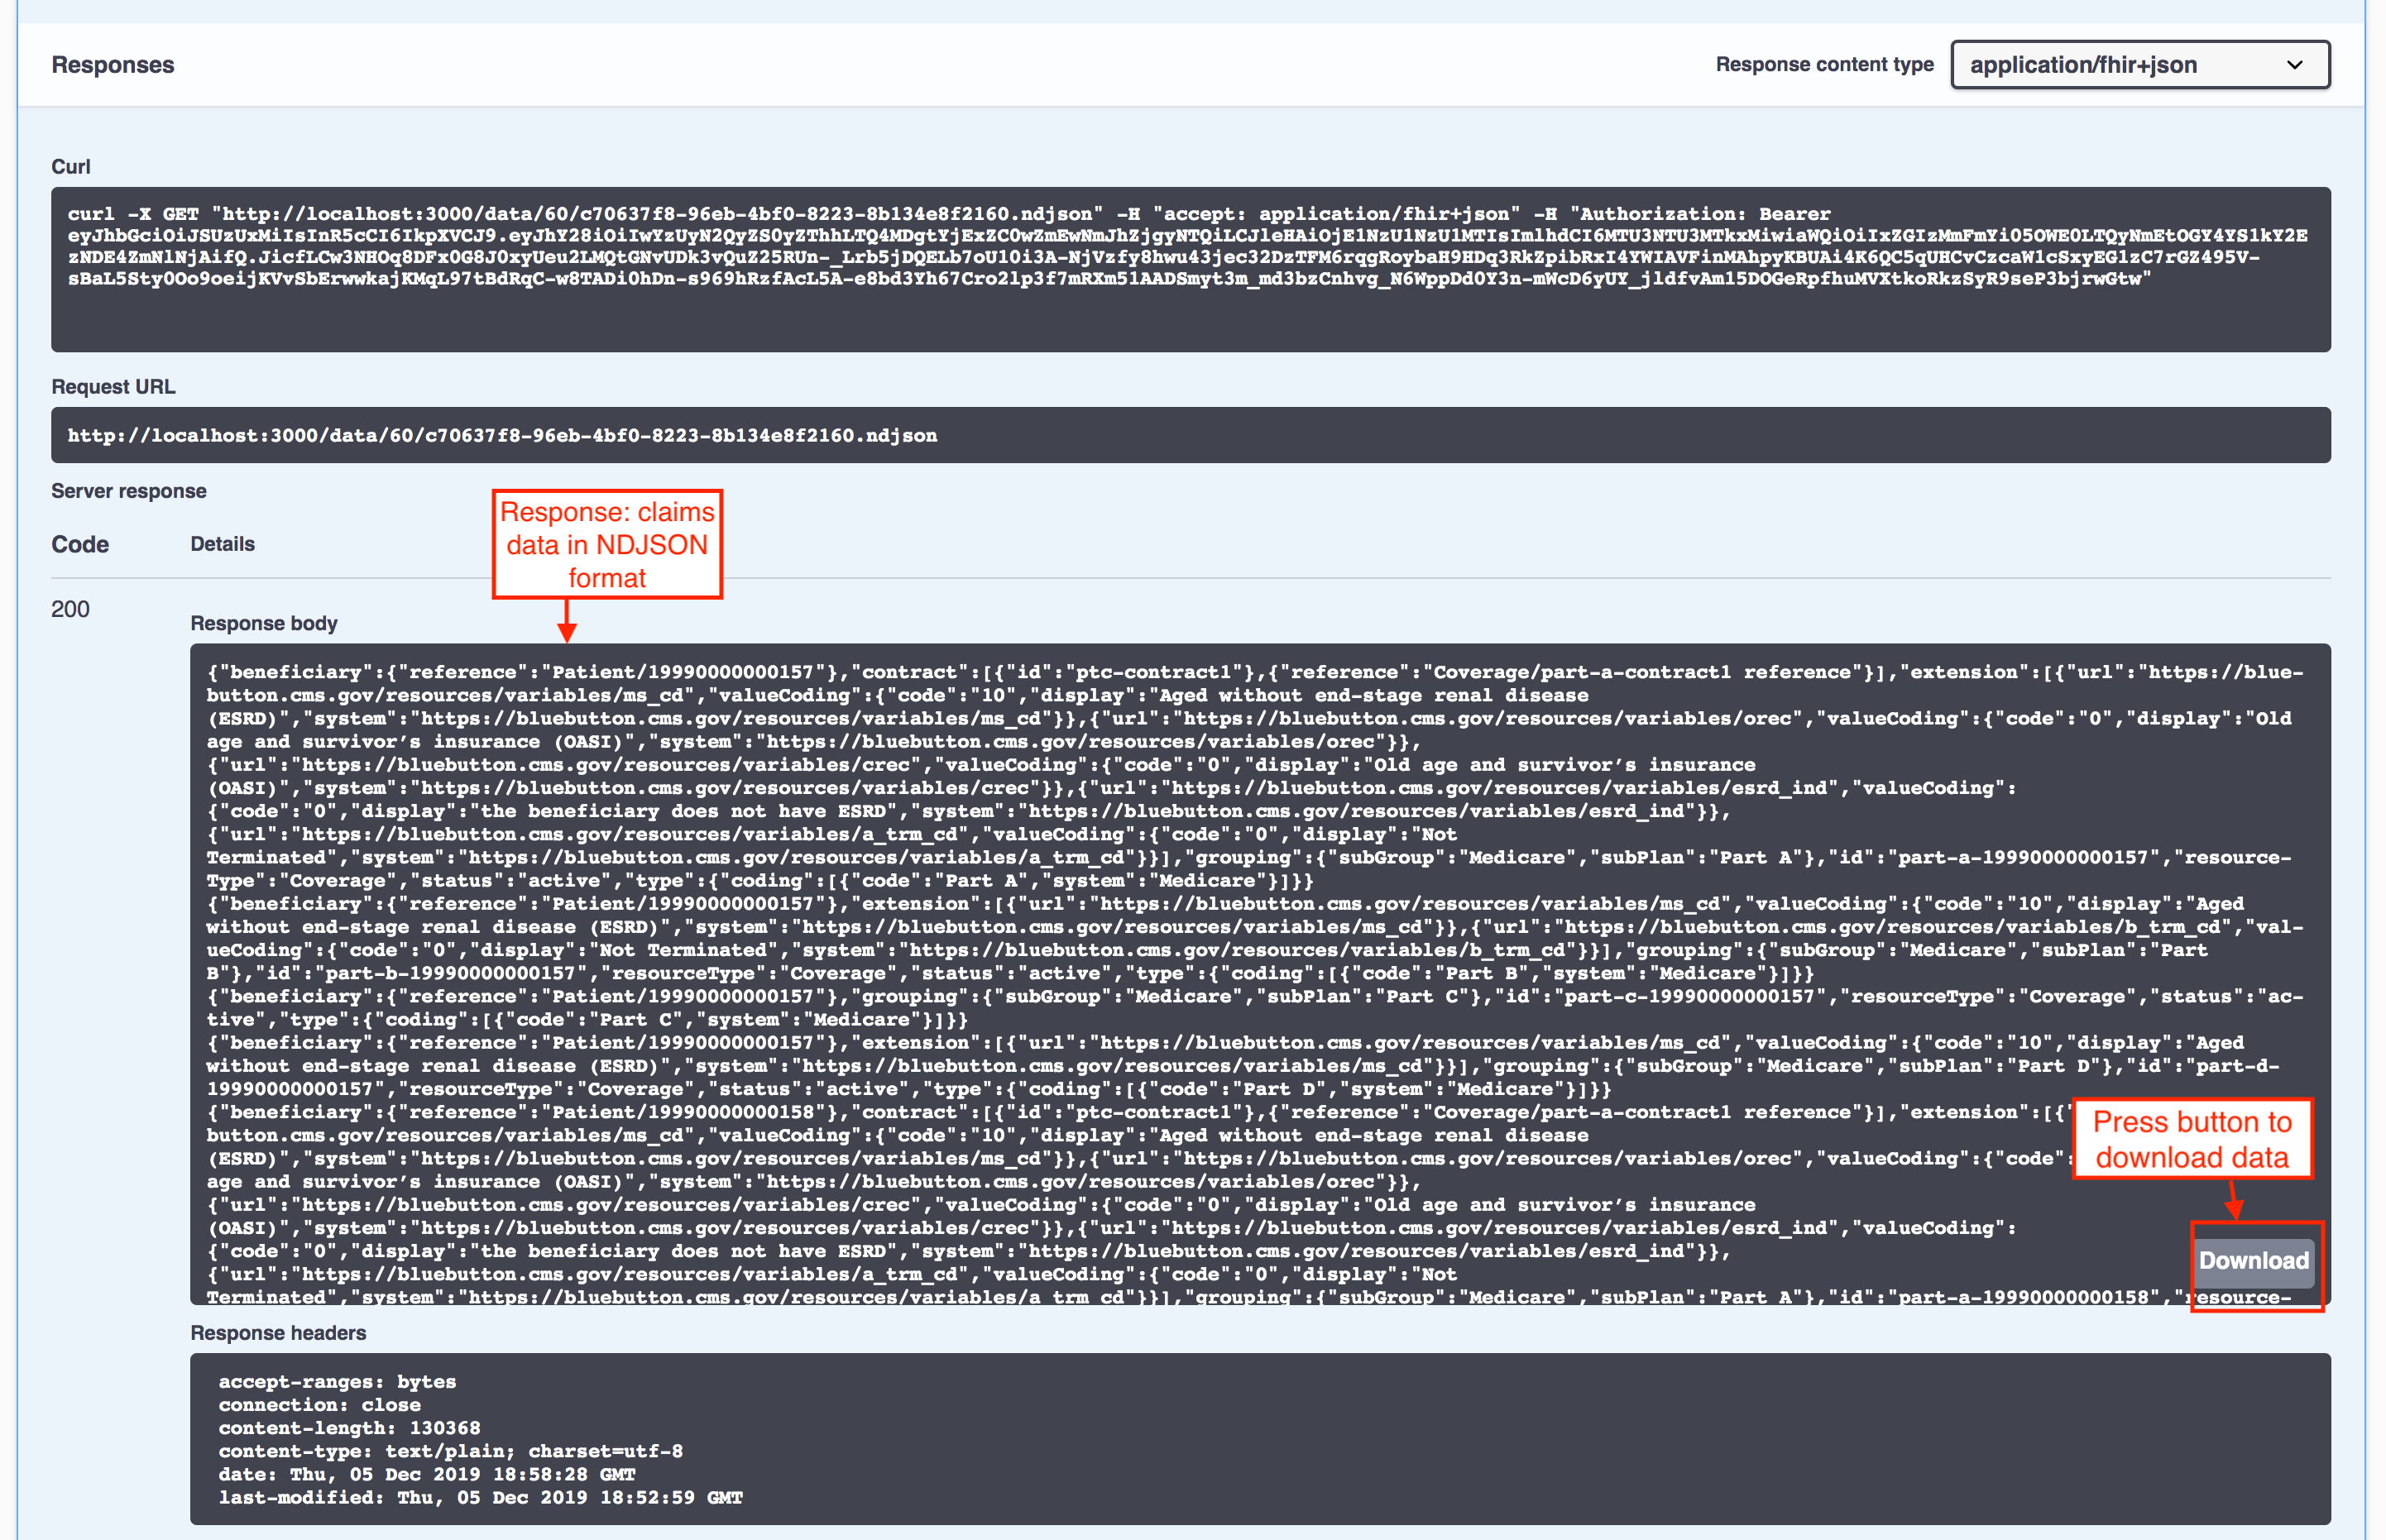 Responses
Response content type
application/fhir+json
Curl
curl -X GET "http://localhost:3000/data/60/c70637f8-96eb-4bf0-8223-8b134e8f2160.ndjson" -H "accept: application/fhir+json" -H "Authorization: Bearer
Request URL
http://localhost:3000/data/60/c70637f8-96eb-4bf0-8223-8b134e8f2160.ndjson
Server response
Response: claims
data in NDJSON
format
Code Details
200
Response body
{"beneficiary":{"reference":"Patient/19990000000157"},"contract":[{"id":"ptc-contract1"},{"reference":"Coverage/part-a-contract1 reference"}],"extension":[{"url":"https://blue-
button.cms.gov/resources/variables/ms_cd","valueCoding":{"code":"10","display":"Aged without end-stage renal disease
(ESRD)","system":"https://bluebutton.cms.gov/resources/variables/ms_cd"}},{"url":"https://bluebutton.cms.gov/resources/variables/orec","valueCoding":{"code":"0","display":"Old
age and survivor’s insurance (OASI)","system":"https://bluebutton.cms.gov/resources/variables/orec"}},
{"url":"https://bluebutton.cms.gov/resources/variables/crec","valueCoding":{"code":"0","display":"Old age and survivor’s insurance
(OASI)","system":"https://bluebutton.cms.gov/resources/variables/crec"}},{"url":"https://bluebutton.cms.gov/resources/variables/esrd_ind","valueCoding":
{"code":"0","display":"the beneficiary does not have ESRD","system":"https://bluebutton.cms.gov/resources/variables/esrd_ind"}},
{"url":"https://bluebutton.cms.gov/resources/variables/a_trm_cd","valueCoding":{"code":"0","display":"Not
Terminated","system":"https://bluebutton.cms.gov/resources/variables/a_trm_cd"}}],"grouping":{"subGroup":"Medicare","subPlan":"Part A"},"id":"part-a-19990000000157","resource-
Type":"Coverage","status":"active","type":{"coding":[{"code":"Part A","system":"Medicare"}]}}
{"beneficiary":{"reference":"Patient/19990000000157"},"extension":[{"url":"https://bluebutton.cms.gov/resources/variables/ms_cd","valueCoding":{"code":"10","display":"Aged
without end-stage renal disease (ESRD)","system":"https://bluebutton.cms.gov/resources/variables/ms_cd"}},{"url":"https://bluebutton.cms.gov/resources/variables/b_trm_cd","val-
ueCoding":{"code":"0","display":"Not Terminated","system":"https://bluebutton.cms.gov/resources/variables/b_trm_cd"}}],"grouping":{"subGroup":"Medicare","subPlan":"Part
B"},"id":"part-b-19990000000157","resourceType":"Coverage","status":"active","type":{"coding":[{"code":"Part B","system":"Medicare"}]}}
{"beneficiary":{"reference":"Patient/19990000000157"},"grouping":{"subGroup":"Medicare","subPlan":"Part C"},"id":"part-c-19990000000157","resourceType":"Coverage","status":"ac-
tive","type":{"coding":[{"code":"Part C","system":"Medicare"}]}}
{"beneficiary":{"reference":"Patient/19990000000157"},"extension":[{"url":"https://bluebutton.cms.gov/resources/variables/ms_cd","valueCoding":{"code":"10","display":"Aged
without end-stage renal disease (ESRD)","system":"https://bluebutton.cms.gov/resources/variables/ms_cd"}}],"grouping":{"subGroup":"Medicare","subPlan":"Part D"},"id":"part-d-
19990000000157","resourceType":"Coverage","status":"active","type":{"coding":[{"code":"Part D","system":"Medicare"}]}}
{"beneficiary":{"reference":"Patient/19990000000158"},"contract":[{"id":"ptc-contract1"},{"reference":"Coverage/part-a-contract1 reference"}],"extension":[{"
button.cms.gov/resources/variables/ms_cd","valueCoding":{"code":"10","display":"Aged without end-stage renal disease
(ESRD)","system":"https://bluebutton.cms.gov/resources/variables/ms_cd"}},{"url":"https://bluebutton.cms.gov/resources/variables/orec","valueCoding":{"code":
age and survivor’s insurance (OASI)","system":"https://bluebutton.cms.gov/resources/variables/orec"}},
{"url":"https://bluebutton.cms.gov/resources/variables/crec","valueCoding":{"code":"0","display":"Old age and survivor’s insurance
(OASI)","system":"https://bluebutton.cms.gov/resources/variables/crec"}},{"url":"https://bluebutton.cms.gov/resources/variables/esrd_ind","valueCoding":
{"code":"0","display":"the beneficiary does not have ESRD","system":"https://bluebutton.cms.gov/resources/variables/esrd_ind"}},
{"url":"https://bluebutton.cms.gov/resources/variables/a_trm_cd","valueCoding":{"code":"0","display":"Not
Terminated","system":"https://bluebutton.cms.gov/resources/variables/a_trm_cd"}}],"grouping":{"subGroup":"Medicare","subPlan":"Part A"},"id":"part-a-19990000000158","resource-
Press button to
download data
Download
Response headers
accept-ranges: bytes
connection: close
content-length: 130368
content-type: text/plain; charset=utf-8
date: Thu, 05 Dec 2019 18:58:28 GMT
last-modified: Thu, 05 Dec 2019 18:52:59 GMT